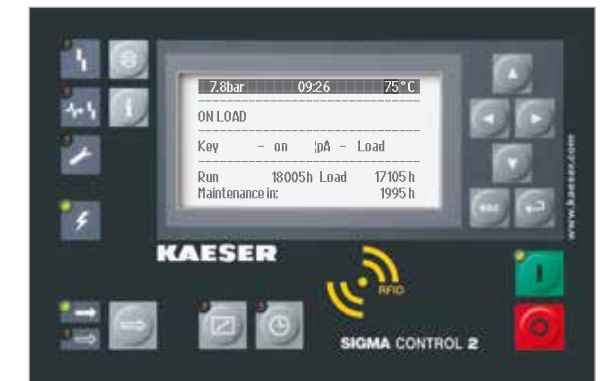 7.8bar 09:26 75°C
ON LOAD
Key - on ¦pA - Load
Run 18005h Load 17105 h
Maintenance in: 1995 h
esc
www.kaeser.com
KAESER
RFID
I
SIGMA CONTROL 2